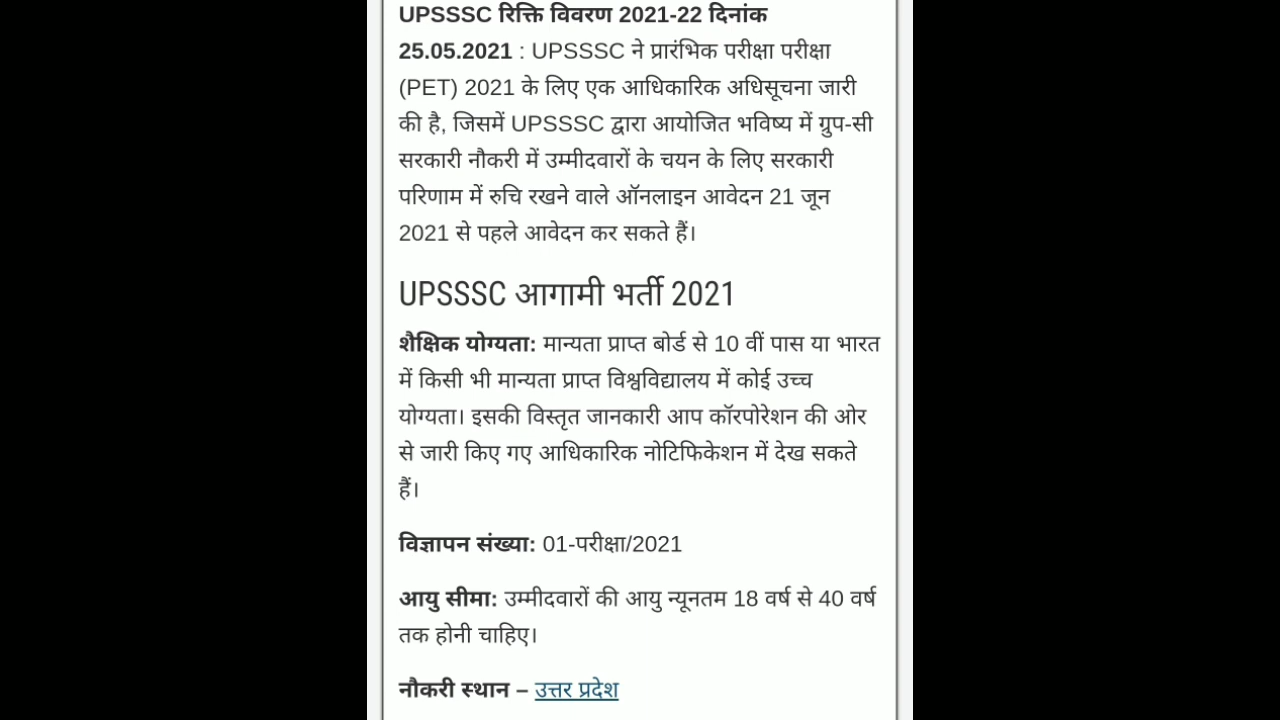 UPSSSC रिक्ति विवरण 2021-22 दिनांक
25.05.2021 : UPSSSC ने प्रारंभिक परीक्षा परीक्षा
(PET) 2021 के लिए एक आधिकारिक अधिसूचना जारी
की है, जिसमें UPSSSC द्वारा आयोजित भविष्य में ग्रुप-सी
सरकारी नौकरी में उम्मीदवारों के चयन के लिए सरकारी
परिणाम में रुचि रखने वाले ऑनलाइन आवेदन 21 जून
2021 से पहले आवेदन कर सकते हैं।
UPSSSC आगामी भर्ती 2021
शैक्षिक योग्यता: मान्यता प्राप्त बोर्ड से 10 वीं पास या भारत
में किसी भी मान्यता प्राप्त विश्वविद्यालय में कोई उच्च
योग्यता। इसकी विस्तृत जानकारी आप कॉरपोरेशन की ओर
से जारी किए गए आधिकारिक नोटिफिकेशन में देख सकते
हैं।
विज्ञापन संख्या: 01-परीक्षा/2021
आयु सीमा: उम्मीदवारों की आयु न्यूनतम 18 वर्ष से 40 वर्ष
तक होनी चाहिए।
नौकरी स्थान – उत्तर प्रदेश